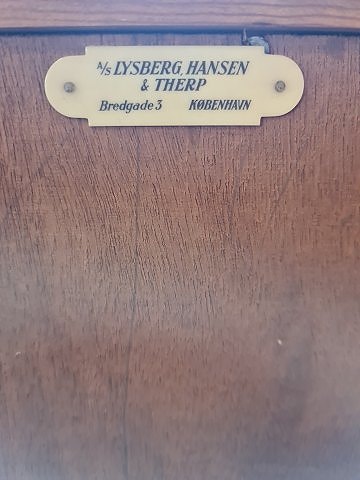 A/S LYSBERG, HANSEN
& THERP
Bredgade 3 KØBENHAVN